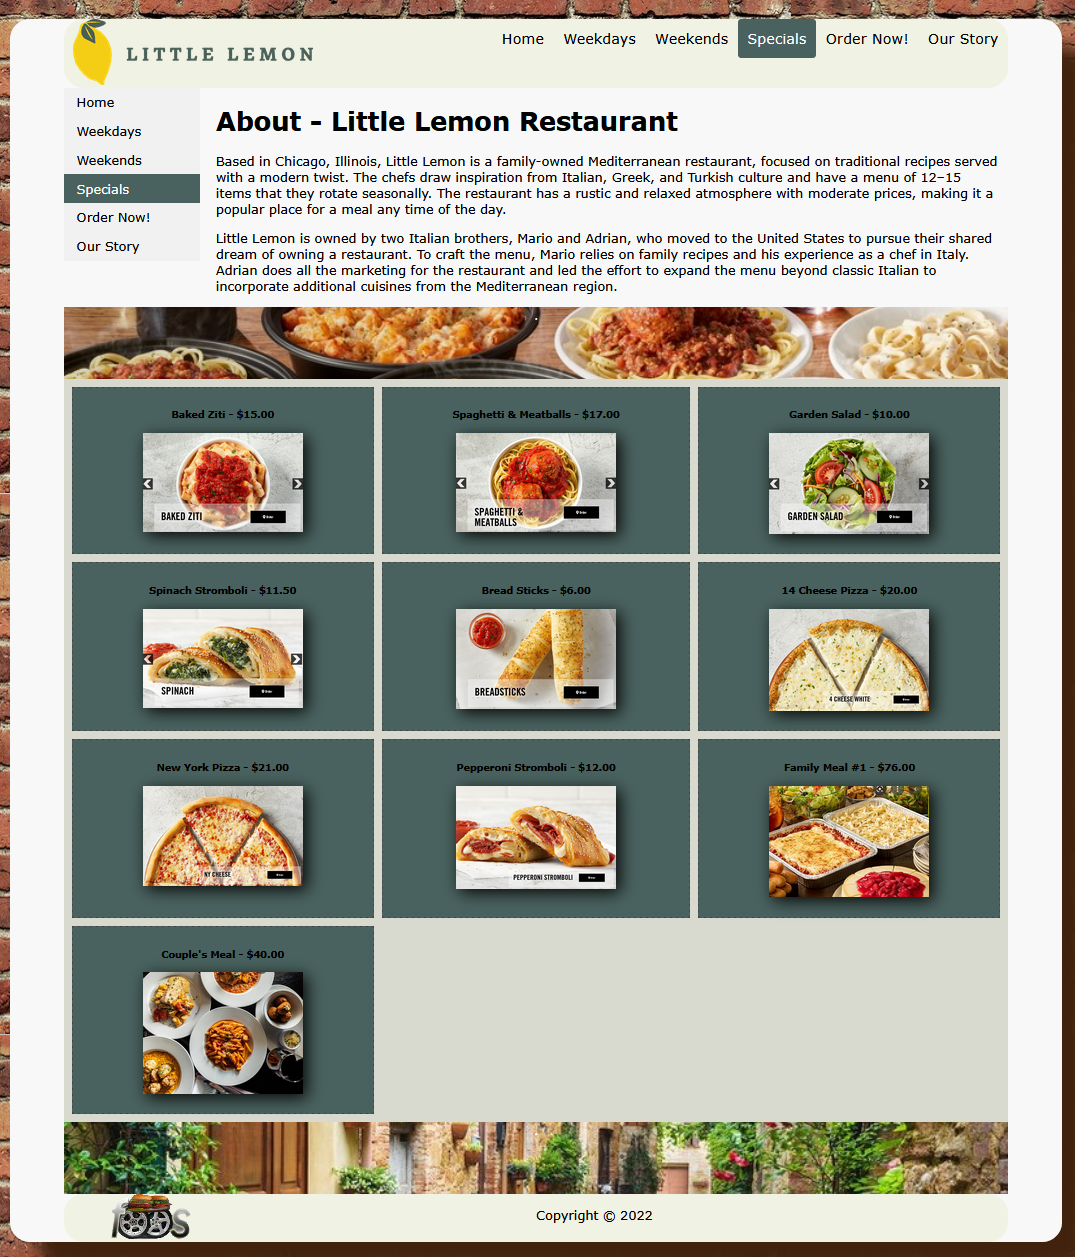 LITTLE LEMON
Home Weekdays Weekends Specials Order Now! Our Story
Home
Weekdays
Weekends
Specials
Order Now!
Our Story
About - Little Lemon Restaurant
Based in Chicago, Illinois, Little Lemon is a family-owned Mediterranean restaurant, focused on traditional recipes served
with a modern twist. The chefs draw inspiration from Italian, Greek, and Turkish culture and have a menu of 12–15
items that they rotate seasonally. The restaurant has a rustic and relaxed atmosphere with moderate prices, making it a
popular place for a meal any time of the day.
Little Lemon is owned by two Italian brothers, Mario and Adrian, who moved to the United States to pursue their shared
dream of owning a restaurant. To craft the menu, Mario relies on family recipes and his experience as a chef in Italy.
Adrian does all the marketing for the restaurant and led the effort to expand the menu beyond classic Italian to
incorporate additional cuisines from the Mediterranean region.
Baked Ziti - $15.00
BAKED ZITI
Spaghetti & Meatballs - $17.00
SPAGHETTI &
MEATBALLS
Garden Salad - $10.00
GARDEN SALAD
Spinach Stromboli - $11.50
SPINACH
Bread Sticks - $6.00
BREADSTICKS
14 Cheese Pizza - $20.00
4 CHEESE WHITE
New York Pizza - $21.00
NY CHEESE
Pepperoni Stromboli - $12.00
PEPPERONI STROMBOLI
Family Meal #1 - $76.00
Couple's Meal - $40.00
Copyright © 2022